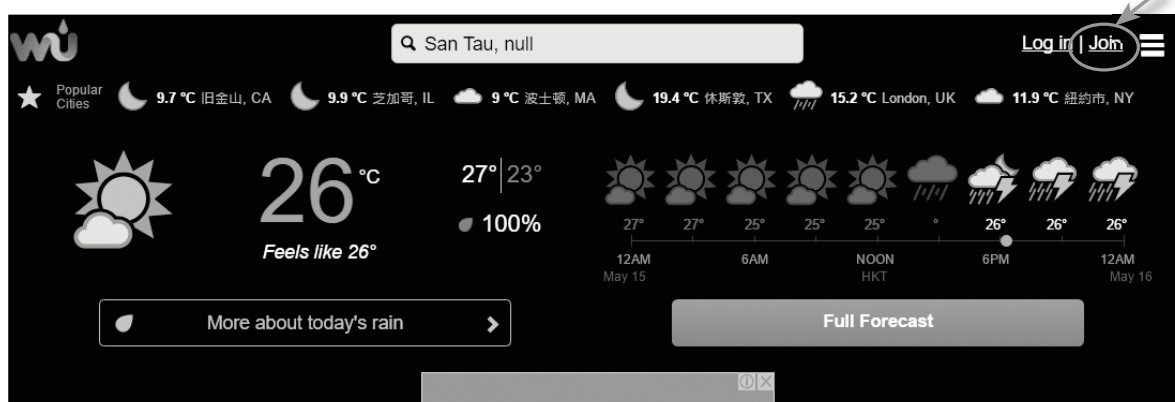 wu
San Tau, null
Log in | Join
Popular Cities
9.7 °C 旧金山, CA
9.9 °C 芝加哥, IL
9 °C 波士顿, MA
19.4 °C 休斯敦, TX
15.2 °C London, UK
11.9 °C 紐約市, NY
26 °C
Feels like 26°
27° | 23°
100%
27° 27° 25° 25° 25° ° 26° 26° 26°
12AM 6AM NOON 6PM 12AM
May 15 HKT May 16
More about today's rain
Full Forecast